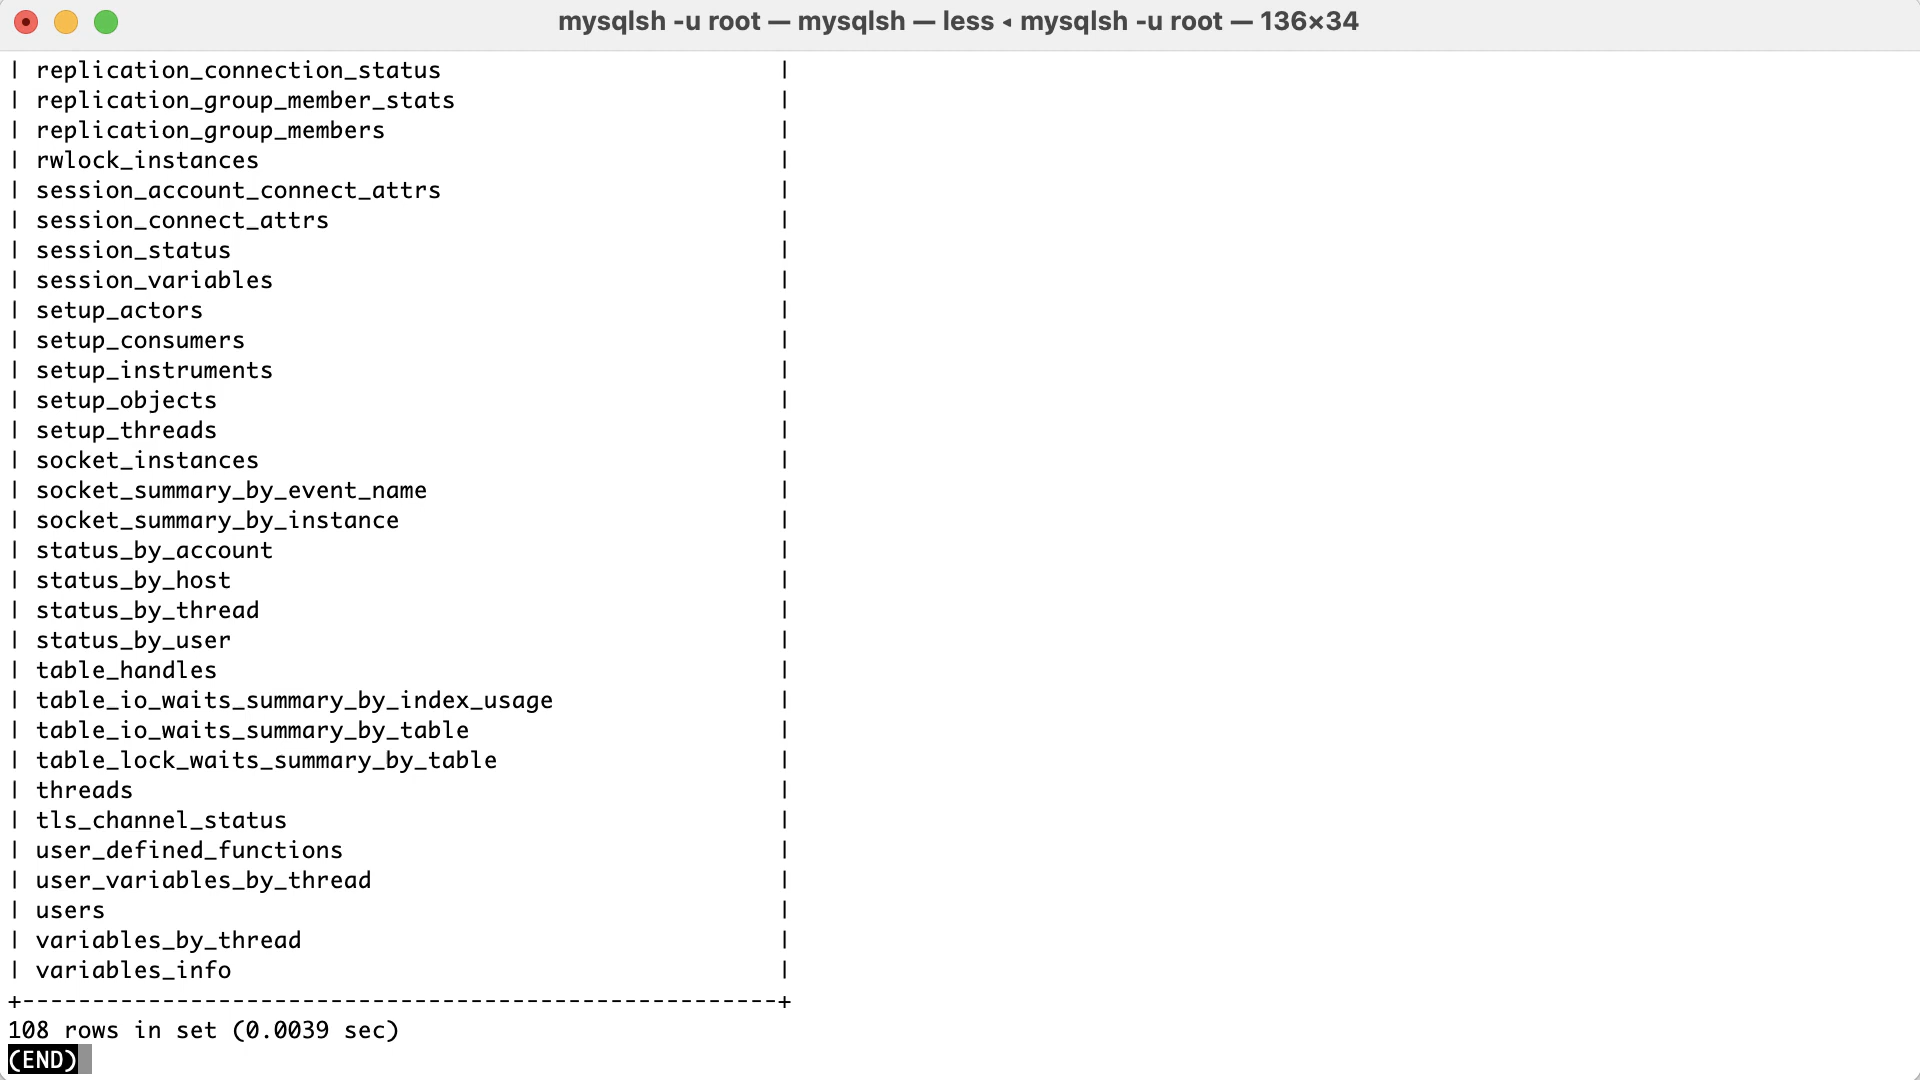 mysqlsh -u root — mysqlsh — less ◂ mysqlsh -u root — 136×34
| replication_connection_status |
| replication_group_member_stats |
| replication_group_members |
| rwlock_instances |
| session_account_connect_attrs |
| session_connect_attrs |
| session_status |
| session_variables |
| setup_actors |
| setup_consumers |
| setup_instruments |
| setup_objects |
| setup_threads |
| socket_instances |
| socket_summary_by_event_name |
| socket_summary_by_instance |
| status_by_account |
| status_by_host |
| status_by_thread |
| status_by_user |
| table_handles |
| table_io_waits_summary_by_index_usage |
| table_io_waits_summary_by_table |
| table_lock_waits_summary_by_table |
| threads |
| tls_channel_status |
| user_defined_functions |
| user_variables_by_thread |
| users |
| variables_by_thread |
| variables_info |
+------------------------------------------------------+
108 rows in set (0.0039 sec)
(END)